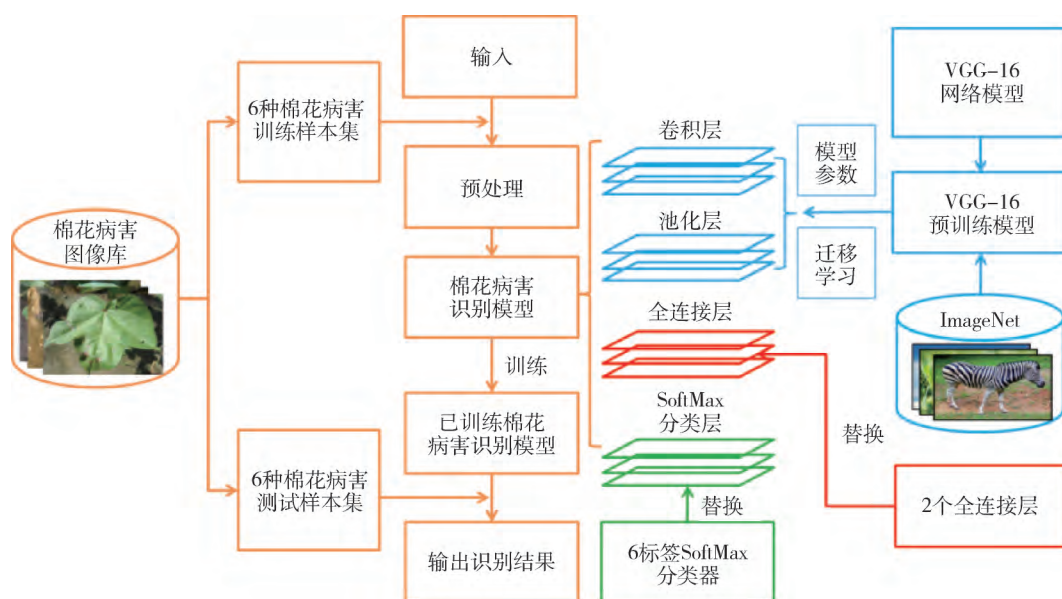 输入
VGG-16
网络模型
6种棉花病害
训练样本集
卷积层
模型
参数
预处理
VGG-16
预训练模型
棉花病害
图像库
池化层
迁移
学习
棉花病害
识别模型
全连接层
ImageNet
训练
SoftMax
分类层
已训练棉花
病害识别模型
替换
6种棉花病害
测试样本集
替换
2个全连接层
输出识别结果
6标签SoftMax
分类器